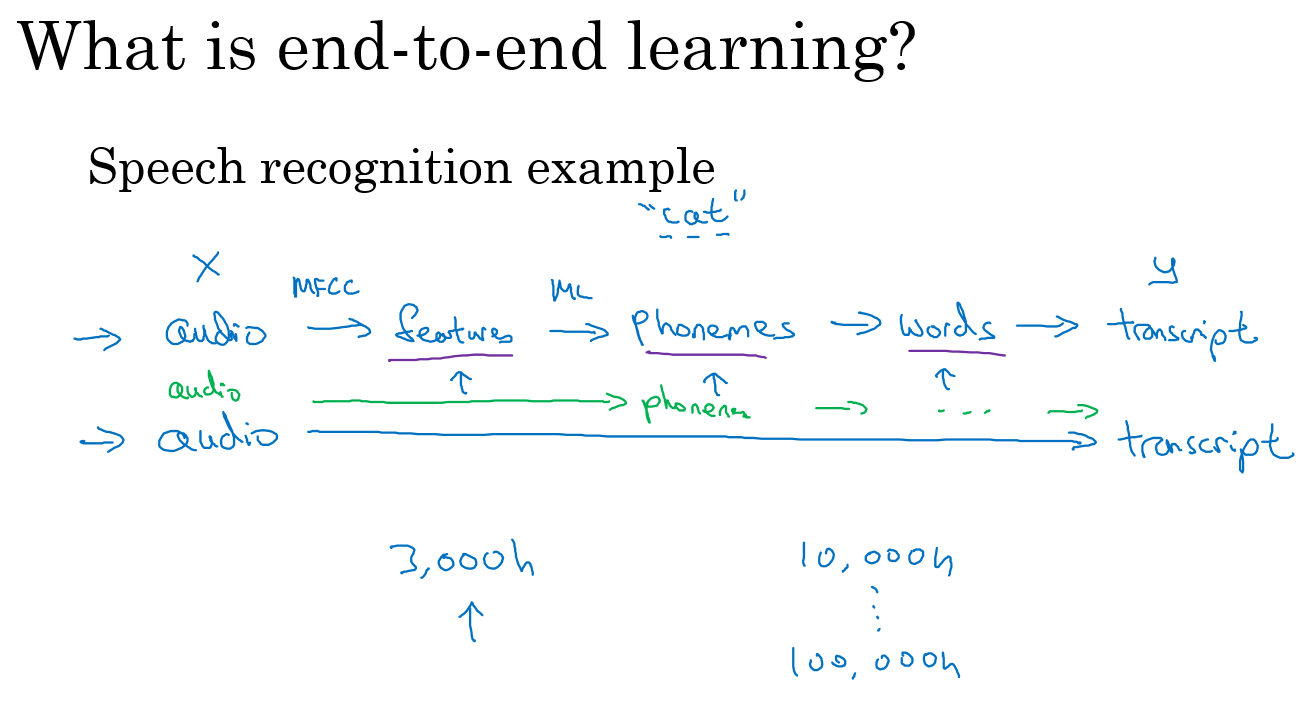 What is end-to-end learning?
Speech recognition example
"cat"
X y
MFCC ML
→ audio → features → phonemes → words → transcript
↑ ↑ ↑
audio → phonemes → ... →
→ audio → transcript
3,000h 10,000h
↑ ⋮
100,000h